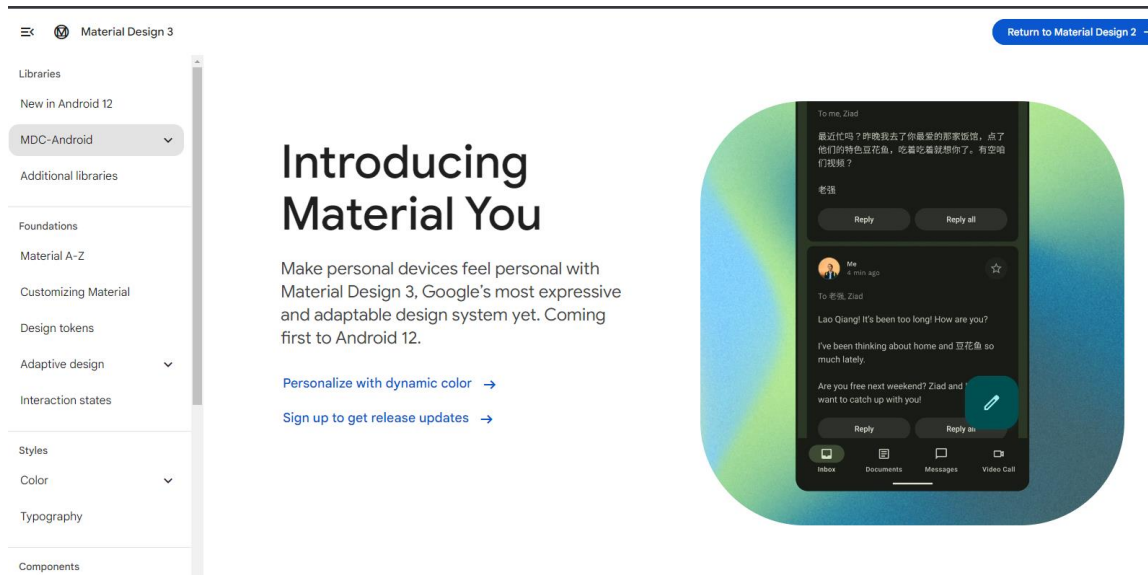 Material Design 3
Return to Material Design 2
Libraries
New in Android 12
MDC-Android
Additional libraries
Foundations
Material A-Z
Customizing Material
Design tokens
Adaptive design
Interaction states
Styles
Color
Typography
Components
Introducing
Material You
Make personal devices feel personal with
Material Design 3, Google's most expressive
and adaptable design system yet. Coming
first to Android 12.
Personalize with dynamic color →
Sign up to get release updates →
To me, Ziad
最近忙吗？昨晚我去了你最爱的那家饭馆，点了
他们的特色豆花鱼，吃着吃着就想你了。有空咱
们视频？
老强
Reply Reply all
Me
4 min ago
To 老强, Ziad
Lao Qiang! It's been too long! How are you?
I've been thinking about home and 豆花鱼 so
much lately.
Are you free next weekend? Ziad and
want to catch up with you!
Reply Reply all
Inbox Documents Messages Video Call